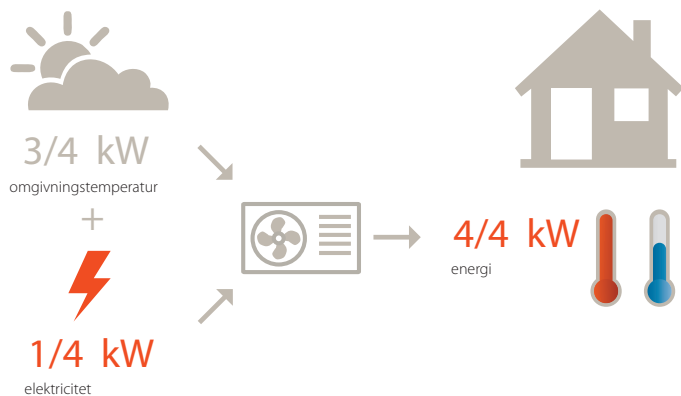 3/4 kW
omgivningstemperatur
+
1/4 kW
elektricitet
4/4 kW
energi